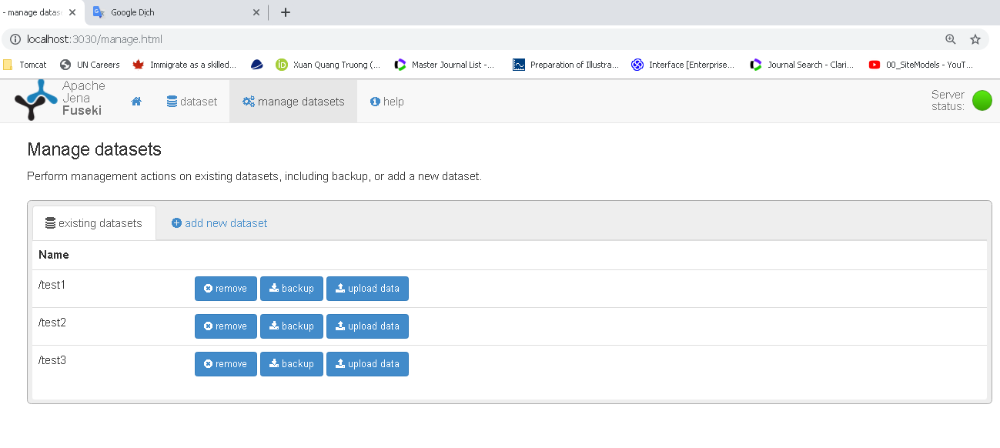 - manage datase
Google Dịch
localhost:3030/manage.html
Tomcat
UN Careers
Immigrate as a skilled...
Xuan Quang Truong (...
Master Journal List -...
Preparation of Illustra...
Interface [Enterprise...
Journal Search - Clari...
00_SiteModels - YouT...
Apache
Jena
Fuseki
dataset
manage datasets
help
Server
status:
Manage datasets
Perform management actions on existing datasets, including backup, or add a new dataset.
existing datasets
add new dataset
Name
/test1
remove
backup
upload data
/test2
remove
backup
upload data
/test3
remove
backup
upload data